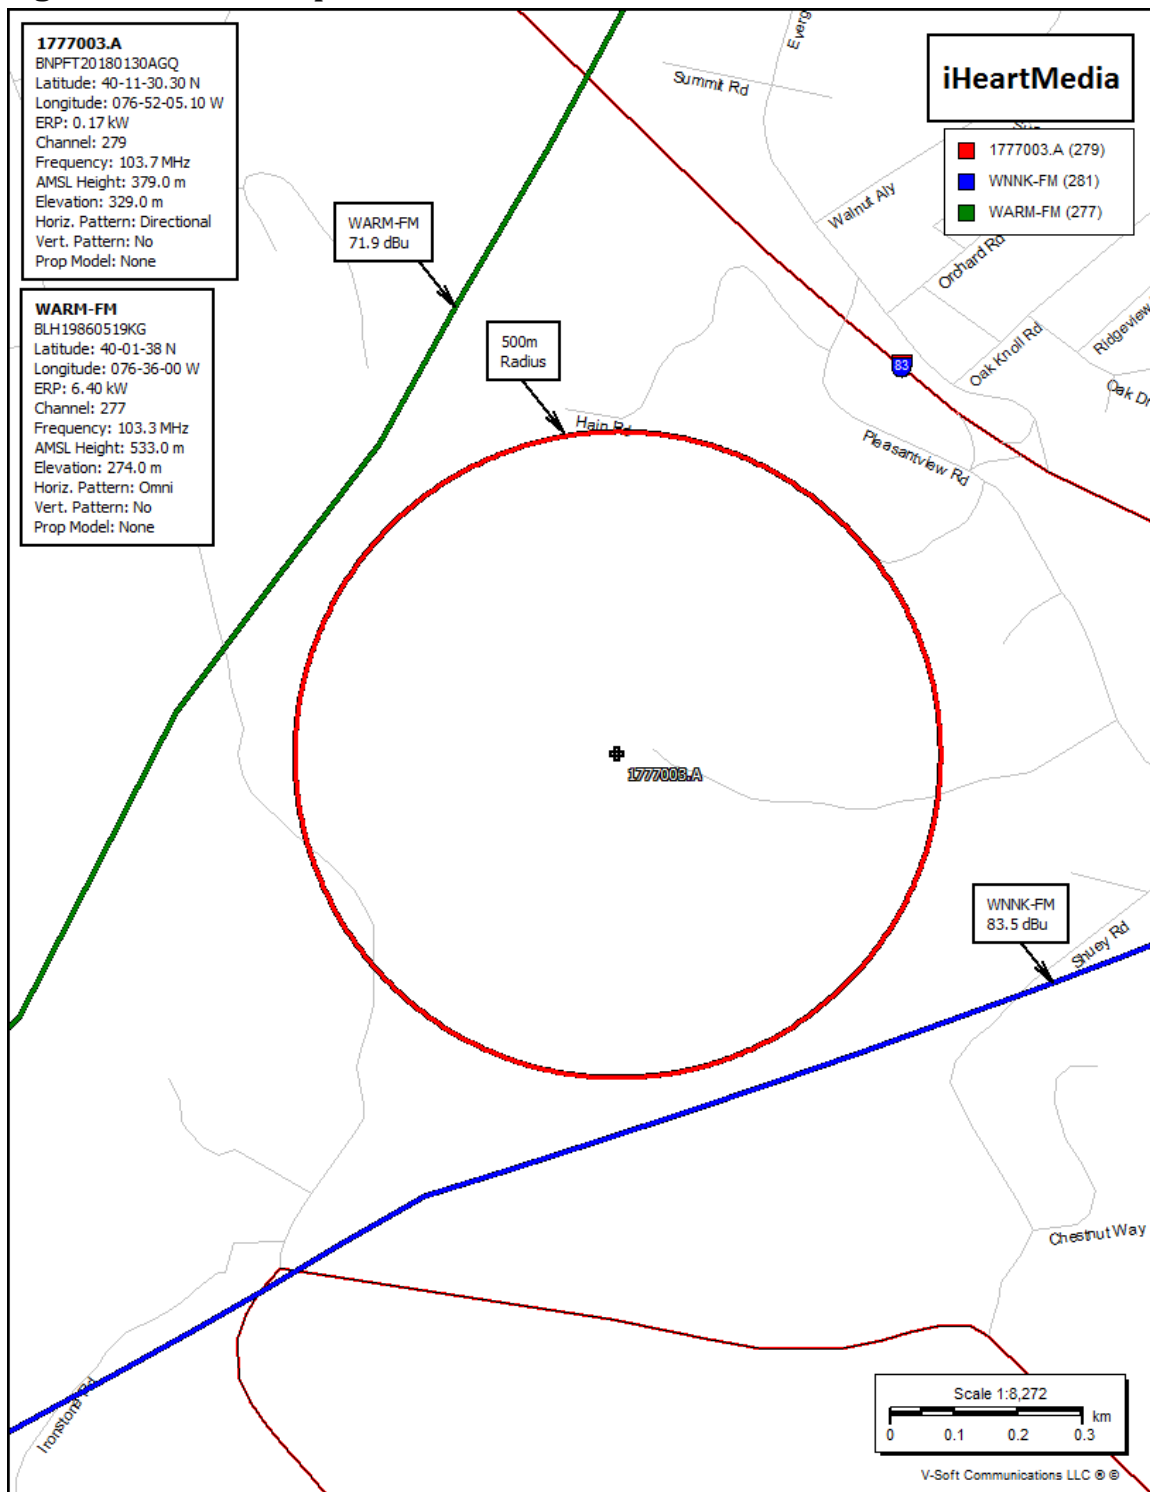 1777003.A
BNPFT20180130AGQ
Latitude: 40-11-30.30 N
Longitude: 076-52-05.10 W
ERP: 0.17 kW
Channel: 279
Frequency: 103.7 MHz
AMSL Height: 379.0 m
Elevation: 329.0 m
Horiz. Pattern: Directional
Vert. Pattern: No
Prop Model: None
WARM-FM
BLH19860519KG
Latitude: 40-01-38 N
Longitude: 076-36-00 W
ERP: 6.40 kW
Channel: 277
Frequency: 103.3 MHz
AMSL Height: 533.0 m
Elevation: 274.0 m
Horiz. Pattern: Omni
Vert. Pattern: No
Prop Model: None
iHeartMedia
1777003.A (279)
WNNK-FM (281)
WARM-FM (277)
Summit Rd
Walnut Aly
Orchard Rd
Oak Knoll Rd
Ridgeview
Oak Dr
83
Pleasantview Rd
WARM-FM
71.9 dBu
500m
Radius
Hain Rd
1777003.A
WNNK-FM
83.5 dBu
Shuey Rd
Chestnut Way
Ironstone Rd
Scale 1:8,272
km
0 0.1 0.2 0.3
V-Soft Communications LLC ® ©